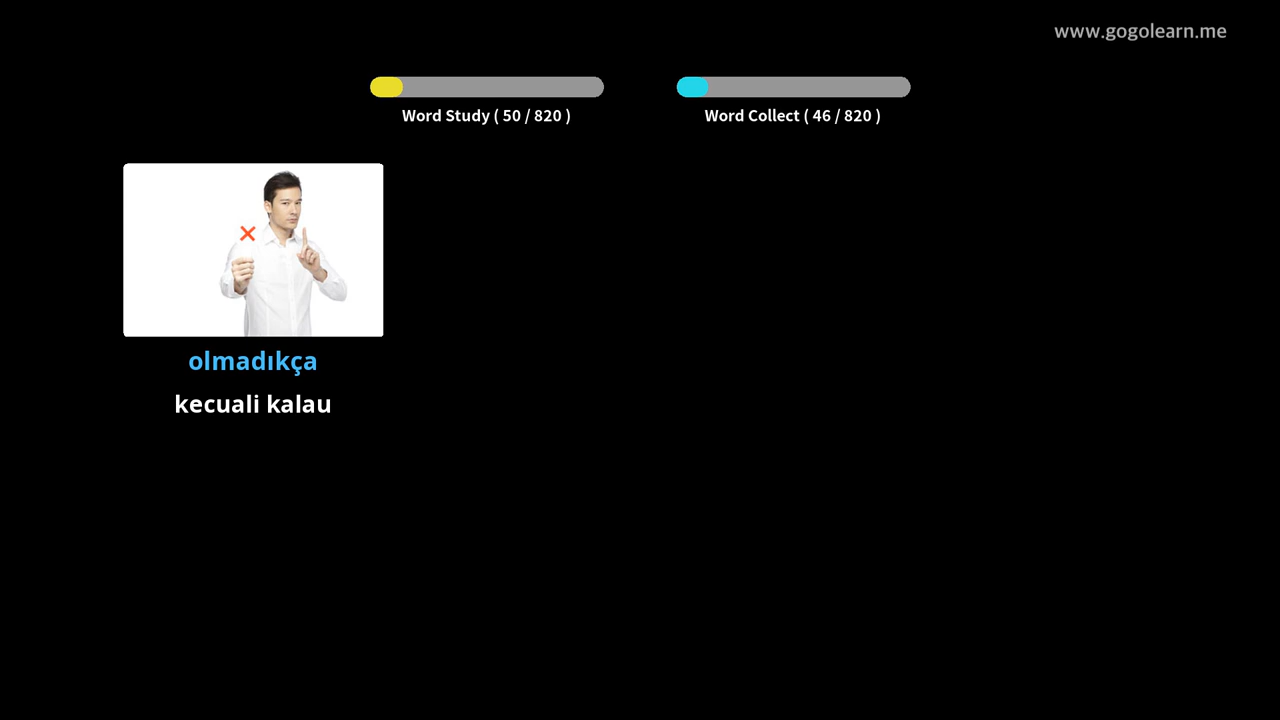 www.gogolearn.me
Word Study ( 50 / 820 )
Word Collect ( 46 / 820 )
olmadıkça
kecuali kalau